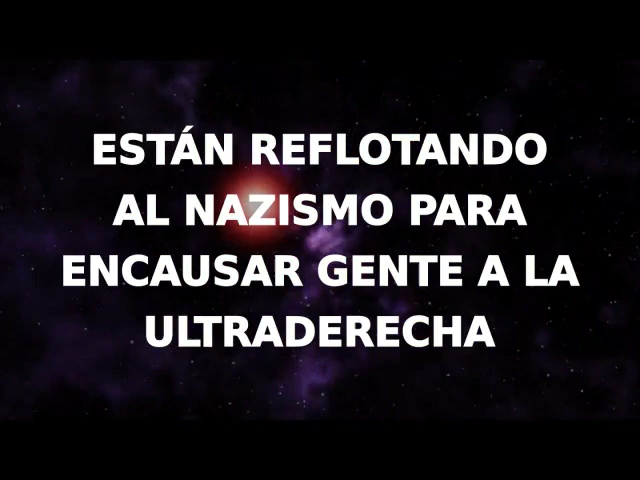 ESTÁN REFLOTANDO
AL NAZISMO PARA
ENCAUSAR GENTE A LA
ULTRADERECHA